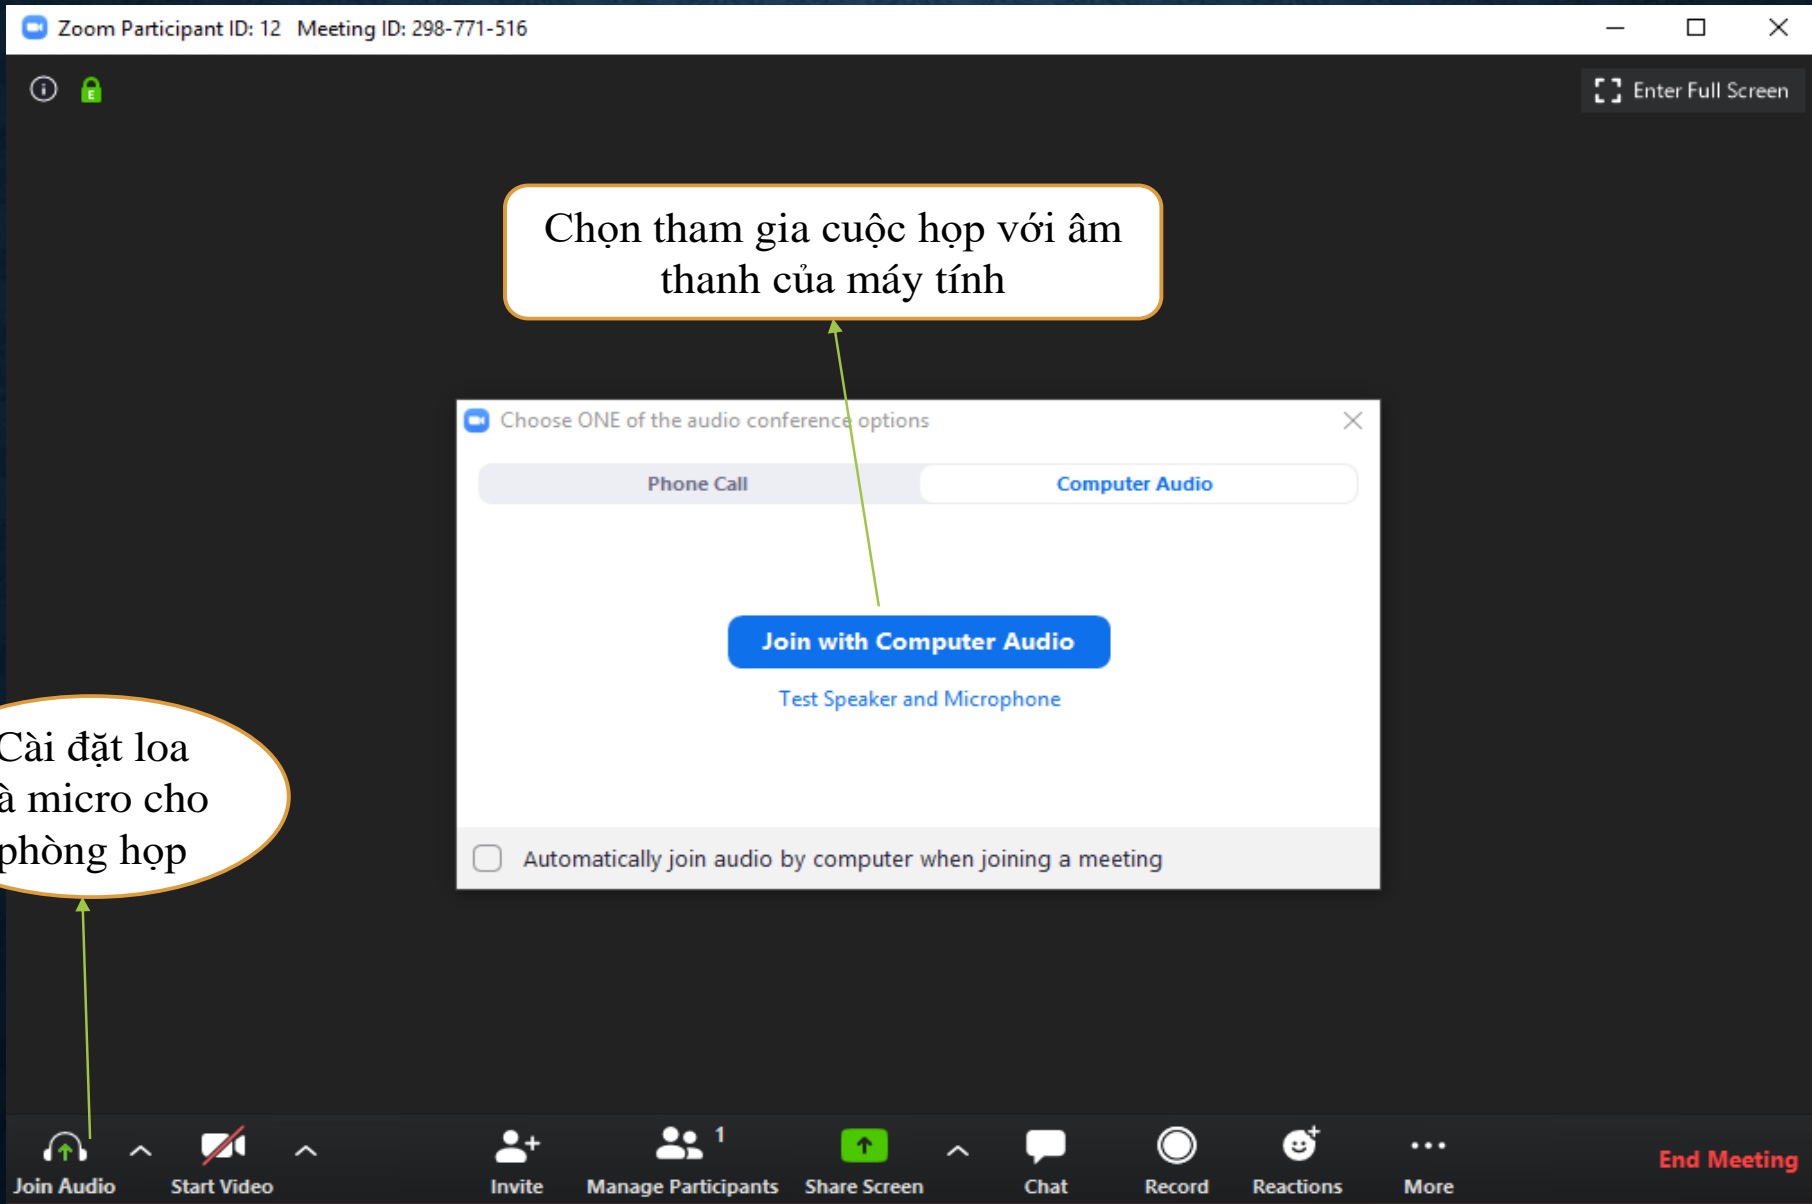 Zoom Participant ID: 12 Meeting ID: 298-771-516
Enter Full Screen
Chọn tham gia cuộc họp với âm
thanh của máy tính
Choose ONE of the audio conference options
Phone Call
Computer Audio
Join with Computer Audio
Test Speaker and Microphone
Automatically join audio by computer when joining a meeting
Cài đặt loa
à micro cho
phòng họp
1
Join Audio
Start Video
Invite
Manage Participants
Share Screen
Chat
Record
Reactions
More
End Meeting